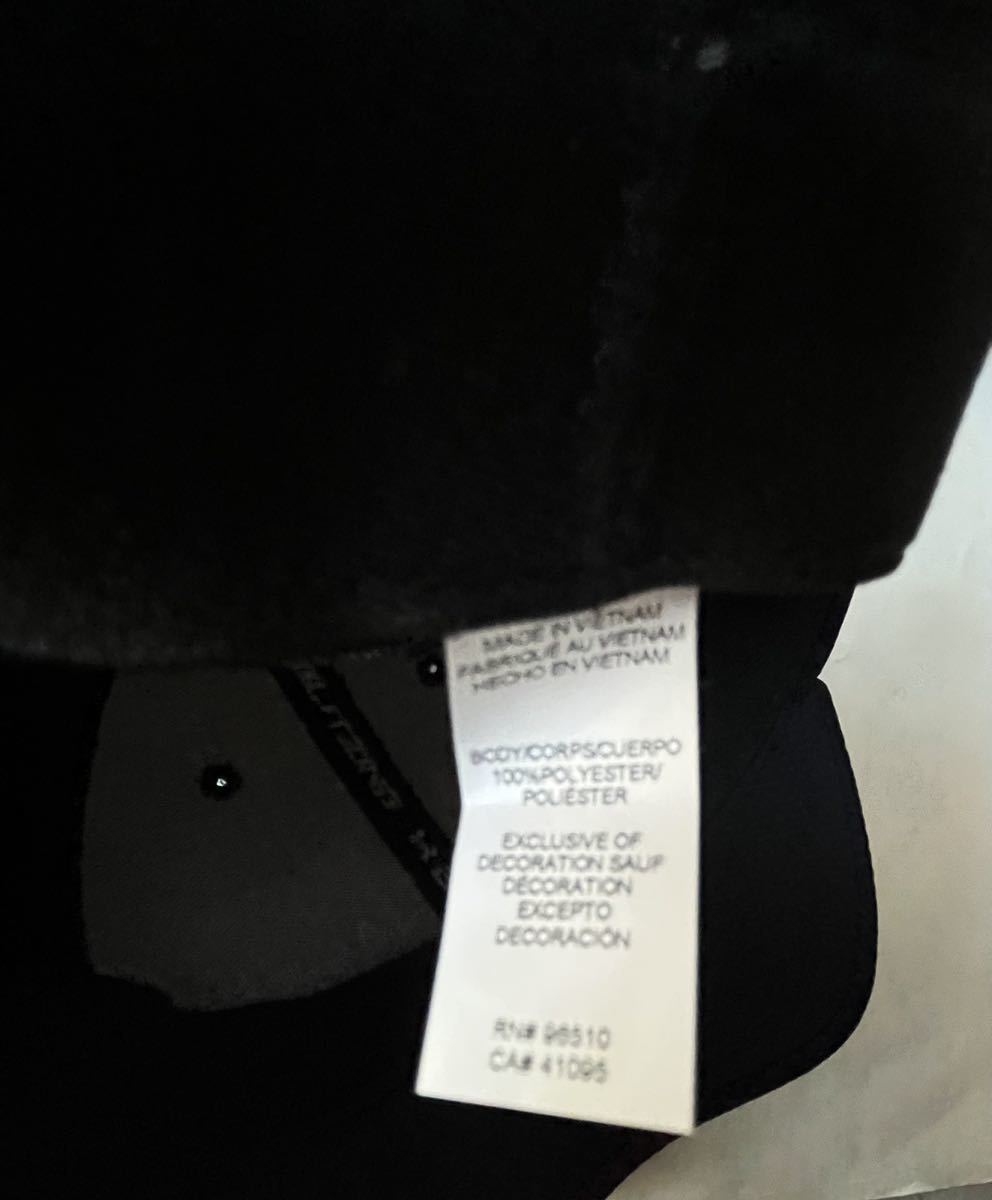 MADE IN VIETNAM
FABRIQUÉ AU VIETNAM
HECHO EN VIETNAM
BODY/CORPS/CUERPO
100%POLYESTER/
POLIÉSTER
EXCLUSIVE OF
DECORATION SAUF
DÉCORATION
EXCEPTO
DECORACIÓN
RN# 96510
CA# 41095